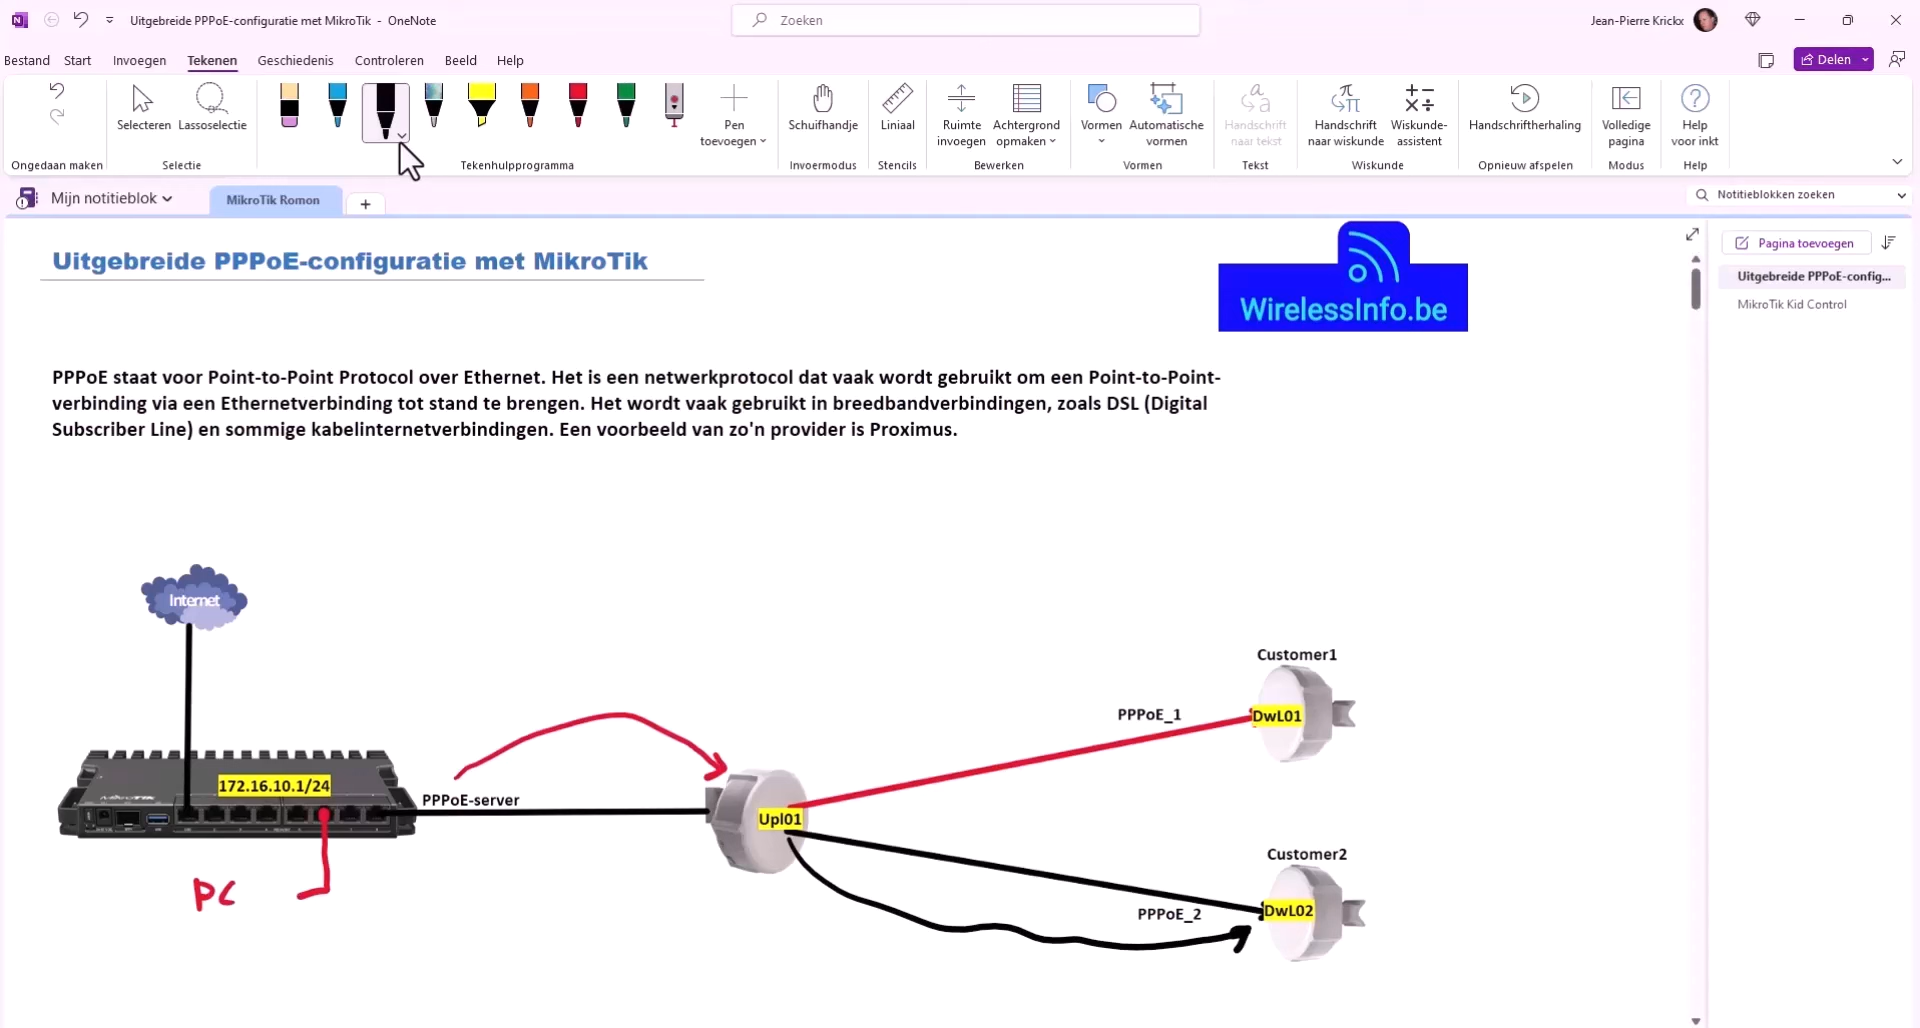 Uitgebreide PPPoE-configuratie met MikroTik - OneNote
Zoeken
Jean-Pierre Krickx
Bestand Start Invoegen Tekenen Geschiedenis Controleren Beeld Help
Delen
Selecteren Lassoselectie
Pen toevoegen
Schuifhandje
Liniaal
Ruimte invoegen
Achtergrond opmaken
Vormen
Automatische vormen
Handschrift naar tekst
Handschrift naar wiskunde
Wiskunde-assistent
Handschriftherhaling
Volledige pagina
Help voor inkt
Ongedaan maken Selectie Tekenhulpprogramma Invoermodus Stencils Bewerken Vormen Tekst Wiskunde Opnieuw afspelen Modus Help
Mijn notitieblok
MikroTik Romon
+
Notitieblokken zoeken
Pagina toevoegen
Uitgebreide PPPoE-config...
MikroTik Kid Control
Uitgebreide PPPoE-configuratie met MikroTik
WirelessInfo.be
PPPoE staat voor Point-to-Point Protocol over Ethernet. Het is een netwerkprotocol dat vaak wordt gebruikt om een Point-to-Point-
verbinding via een Ethernetverbinding tot stand te brengen. Het wordt vaak gebruikt in breedbandverbindingen, zoals DSL (Digital
Subscriber Line) en sommige kabelinternetverbindingen. Een voorbeeld van zo'n provider is Proximus.
Internet
Customer1
PPPoE_1
DwL01
172.16.10.1/24
MikroTik
PPPoE-server
Upl01
Customer2
PPPoE_2
DwL02
PC